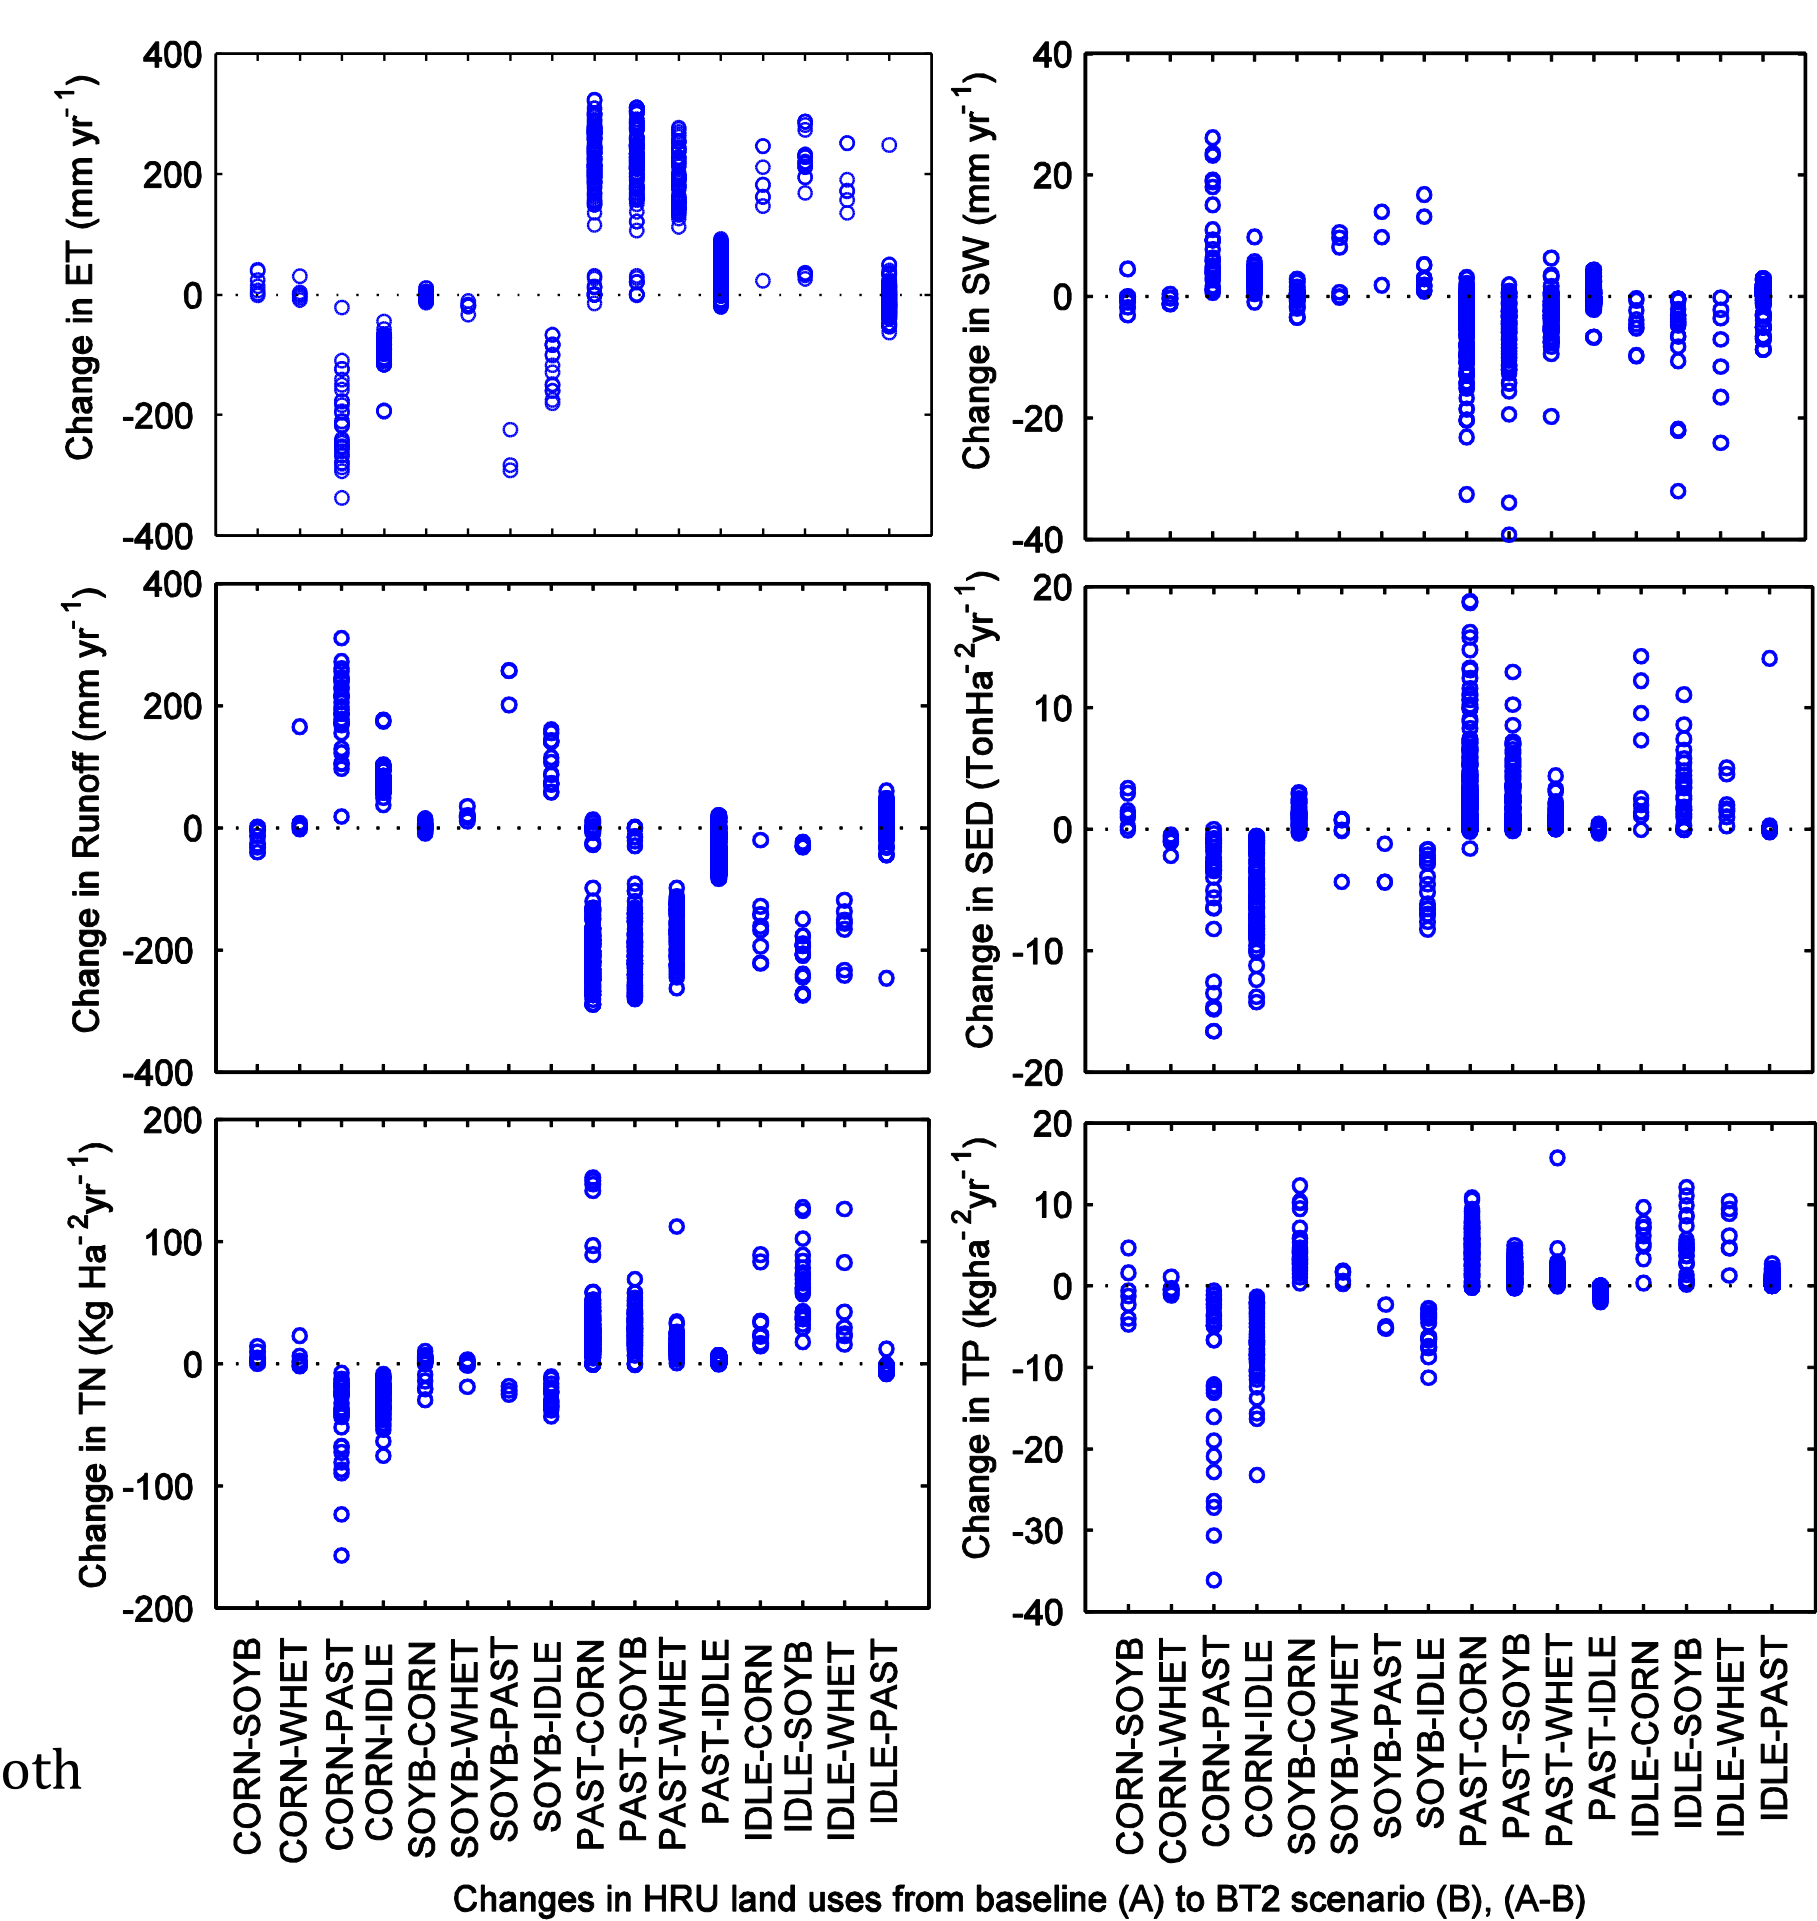 Change in ET (mm yr-1)
400
200
0
-200
-400
Change in SW (mm yr-1)
40
20
0
-20
-40
Change in Runoff (mm yr-1)
400
200
0
-200
-400
Change in SED (TonHa-2yr-1)
20
10
0
-10
-20
Change in TN (Kg Ha-2yr-1)
200
100
0
-100
-200
Change in TP (kgha-2yr-1)
20
10
0
-10
-20
-30
-40
CORN-SOYB
CORN-WHET
CORN-PAST
CORN-IDLE
SOYB-CORN
SOYB-WHET
SOYB-PAST
SOYB-IDLE
PAST-CORN
PAST-SOYB
PAST-WHET
PAST-IDLE
IDLE-CORN
IDLE-SOYB
IDLE-WHET
IDLE-PAST
CORN-SOYB
CORN-WHET
CORN-PAST
CORN-IDLE
SOYB-CORN
SOYB-WHET
SOYB-PAST
SOYB-IDLE
PAST-CORN
PAST-SOYB
PAST-WHET
PAST-IDLE
IDLE-CORN
IDLE-SOYB
IDLE-WHET
IDLE-PAST
oth
Changes in HRU land uses from baseline (A) to BT2 scenario (B), (A-B)